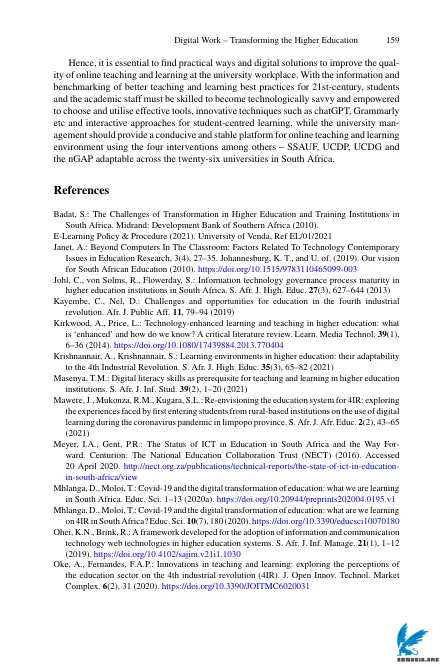 Digital Work – Transforming the Higher Education 159
Hence, it is essential to find practical ways and digital solutions to improve the qual-
ity of online teaching and learning at the university workplace. With the information and
benchmarking of better teaching and learning best practices for 21st-century, students
and the academic staff must be skilled to become technologically savvy and empowered
to choose and utilise effective tools, innovative techniques such as chatGPT, Grammarly
etc and interactive approaches for student-centred learning, while the university man-
agement should provide a conducive and stable platform for online teaching and learning
environment using the four interventions among others – SSAUF, UCDP, UCDG and
the nGAP adaptable across the twenty-six universities in South Africa.
References
Badat, S.: The Challenges of Transformation in Higher Education and Training Institutions in
South Africa. Midrand: Development Bank of Southern Africa (2010).
E-Learning Policy & Procedure (2021). University of Venda, Ref EL/01/2021
Janet, A.: Beyond Computers In The Classroom: Factors Related To Technology Contemporary
Issues in Education Research, 3(4), 27–35. Johannesburg, K. T., and U. of. (2019). Our vision
for South African Education (2010). https://doi.org/10.1515/9783110465099-003
Johl, C., von Solms, R., Flowerday, S.: Information technology governance process maturity in
higher education institutions in South Africa. S. Afr. J. High. Educ. 27(3), 627–644 (2013)
Kayembe, C., Nel, D.: Challenges and opportunities for education in the fourth industrial
revolution. Afr. J. Public Aff. 11, 79–94 (2019)
Kirkwood, A., Price, L.: Technology-enhanced learning and teaching in higher education: what
is ‘enhanced’ and how do we know? A critical literature review. Learn. Media Technol. 39(1),
6–36 (2014). https://doi.org/10.1080/17439884.2013.770404
Krishnannair, A., Krishnannair, S.: Learning environments in higher education: their adaptability
to the 4th Industrial Revolution. S. Afr. J. High. Educ. 35(3), 65–82 (2021)
Masenya, T.M.: Digital literacy skills as prerequisite for teaching and learning in higher education
institutions. S. Afr. J. Inf. Stud. 39(2), 1–20 (2021)
Mawere, J., Mukonza, R.M., Kugara, S.L.: Re-envisioning the education system for 4IR: exploring
the experiences faced by first entering students from rural-based institutions on the use of digital
learning during the coronavirus pandemic in limpopo province. S. Afr. J. Afr. Educ. 2(2), 43–65
(2021)
Meyer, I.A., Gent, P.R.: The Status of ICT in Education in South Africa and the Way For-
ward. Centurion: The National Education Collaboration Trust (NECT) (2016). Accessed
20 April 2020. http://nect.org.za/publications/technical-reports/the-state-of-ict-in-education-
in-south-africa/view
Mhlanga, D., Moloi, T.: Covid-19 and the digital transformation of education: what we are learning
in South Africa. Educ. Sci. 1–13 (2020a). https://doi.org/10.20944/preprints202004.0195.v1
Mhlanga, D., Moloi, T.: Covid-19 and the digital transformation of education: what are we learning
on 4IR in South Africa? Educ. Sci. 10(7), 180 (2020). https://doi.org/10.3390/educsci10070180
Ohei, K.N., Brink, R.: A framework developed for the adoption of information and communication
technology web technologies in higher education systems. S. Afr. J. Inf. Manage. 21(1), 1–12
(2019). https://doi.org/10.4102/sajim.v21i1.1030
Oke, A., Fernandes, F.A.P.: Innovations in teaching and learning: exploring the perceptions of
the education sector on the 4th industrial revolution (4IR). J. Open Innov. Technol. Market
Complex. 6(2), 31 (2020). https://doi.org/10.3390/JOITMC6020031